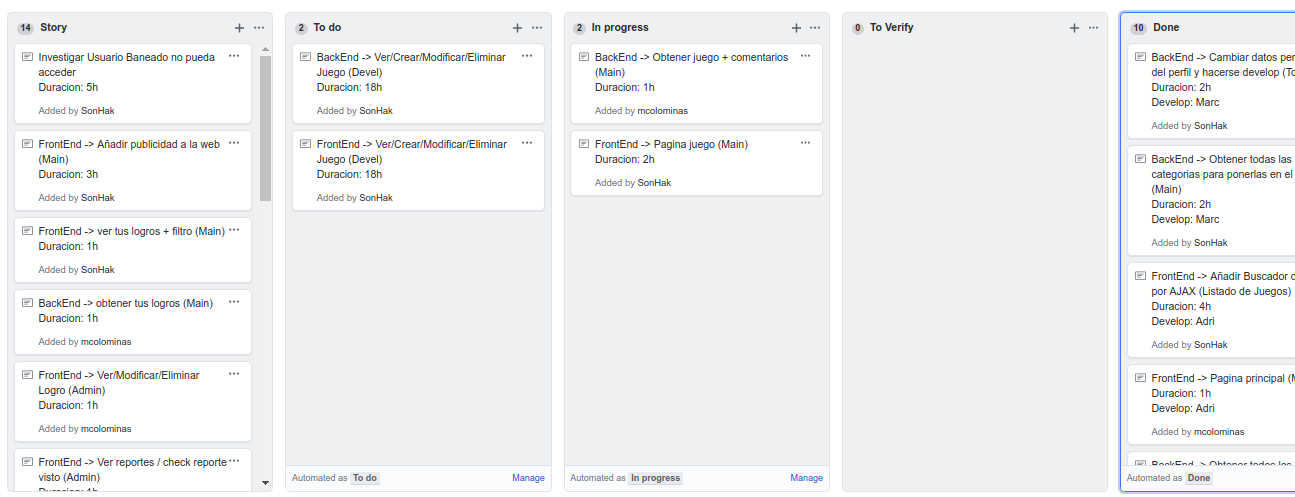 14 Story
Investigar Usuario Baneado no pueda
acceder
Duracion: 5h
Added by SonHak
FrontEnd -> Añadir publicidad a la web
(Main)
Duracion: 3h
Added by SonHak
FrontEnd -> ver tus logros + filtro (Main)
Duracion: 1h
Added by SonHak
BackEnd -> obtener tus logros (Main)
Duracion: 1h
Added by mcolominas
FrontEnd -> Ver/Modificar/Eliminar
Logro (Admin)
Duracion: 1h
Added by mcolominas
FrontEnd -> Ver reportes / check reporte
visto (Admin)
Duracion: 1h
2 To do
BackEnd -> Ver/Crear/Modificar/Eliminar
Juego (Devel)
Duracion: 18h
Added by SonHak
FrontEnd -> Ver/Crear/Modificar/Eliminar
Juego (Devel)
Duracion: 18h
Added by SonHak
Automated as To do Manage
2 In progress
BackEnd -> Obtener juego + comentarios
(Main)
Duracion: 1h
Added by mcolominas
FrontEnd -> Pagina juego (Main)
Duracion: 2h
Added by SonHak
Automated as In progress Manage
0 To Verify
10 Done
BackEnd -> Cambiar datos per
del perfil y hacerse develop (To
Duracion: 2h
Develop: Marc
Added by SonHak
BackEnd -> Obtener todas las
categorias para ponerlas en el
(Main)
Duracion: 2h
Develop: Marc
Added by SonHak
FrontEnd -> Añadir Buscador d
por AJAX (Listado de Juegos)
Duracion: 4h
Develop: Adri
Added by SonHak
FrontEnd -> Pagina principal (M
Duracion: 1h
Develop: Adri
Added by mcolominas
BackEnd -> Obtener todos los
Automated as Done